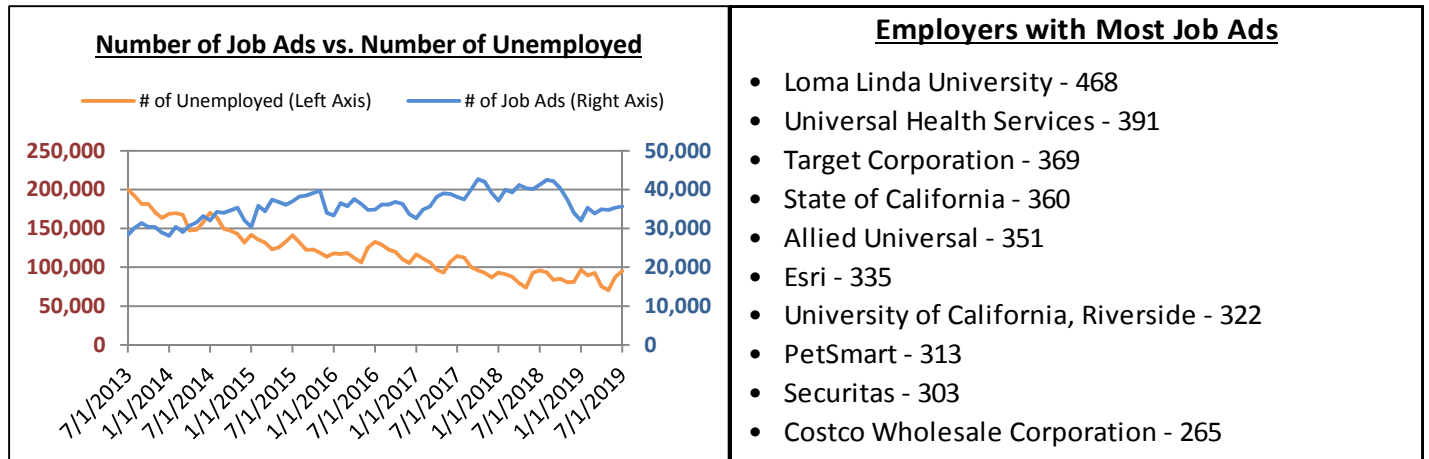 Number of Job Ads vs. Number of Unemployed
# of Unemployed (Left Axis) # of Job Ads (Right Axis)
250,000 50,000
200,000 40,000
150,000 30,000
100,000 20,000
50,000 10,000
0 0
7/1/2013 1/1/2014 7/1/2014 1/1/2015 7/1/2015 1/1/2016 7/1/2016 1/1/2017 7/1/2017 1/1/2018 7/1/2018 1/1/2019 7/1/2019
Employers with Most Job Ads
• Loma Linda University - 468
• Universal Health Services - 391
• Target Corporation - 369
• State of California - 360
• Allied Universal - 351
• Esri - 335
• University of California, Riverside - 322
• PetSmart - 313
• Securitas - 303
• Costco Wholesale Corporation - 265